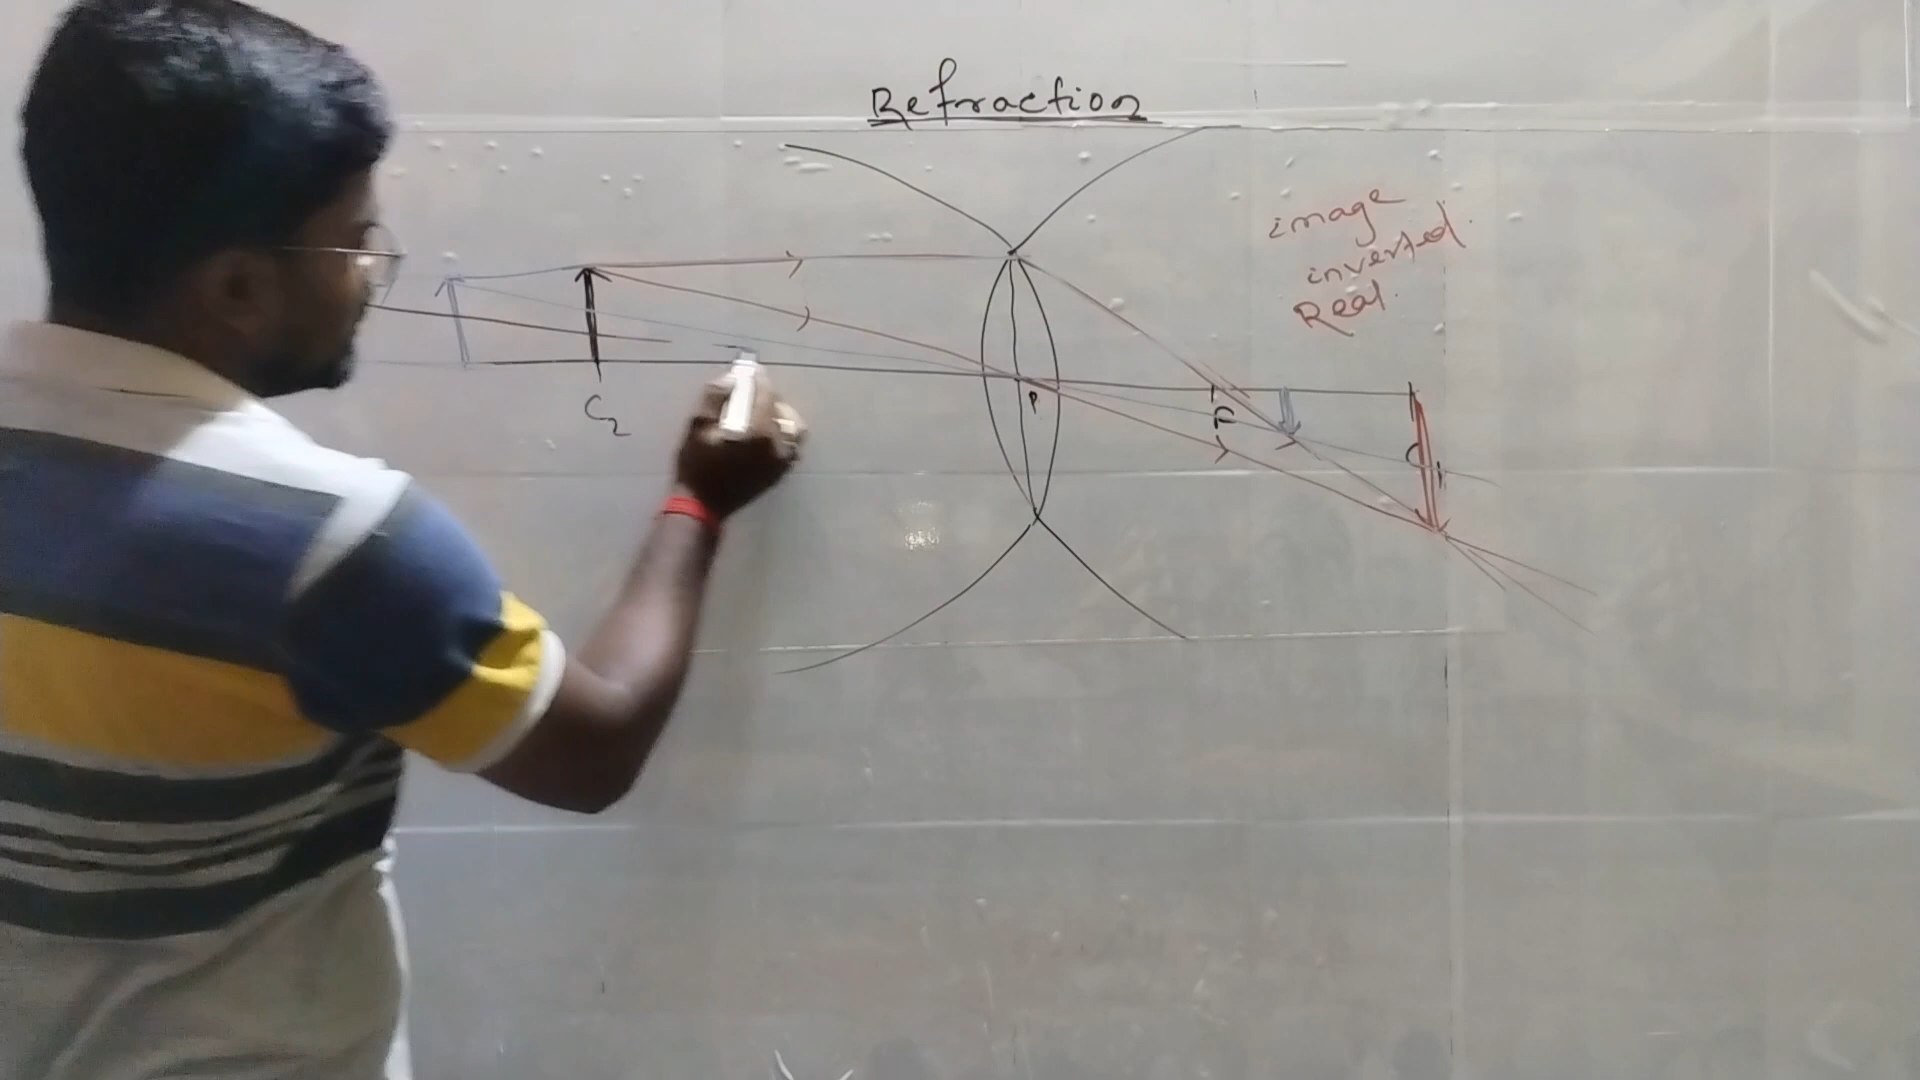 Refraction
image
inverted.
Real.
C2
P
F
C1